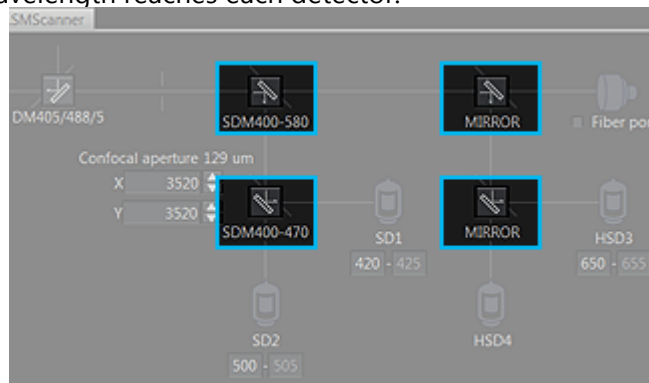 wavelength reaches each detector.
SMScanner
DM405/488/5
SDM400-580
MIRROR
Fiber por
Confocal aperture 129 um
X 3520
Y 3520
SDM400-470
SD1
420 - 425
MIRROR
HSD3
650 - 655
SD2
500 - 505
HSD4